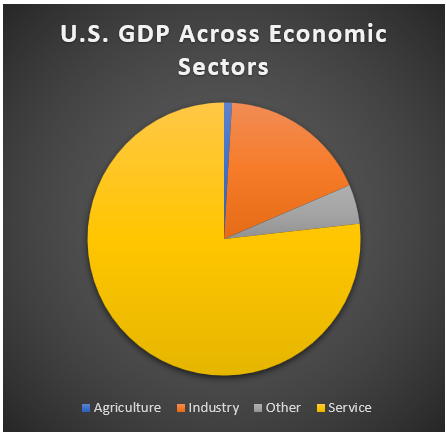 U.S. GDP Across Economic
Sectors
Agriculture Industry Other Service